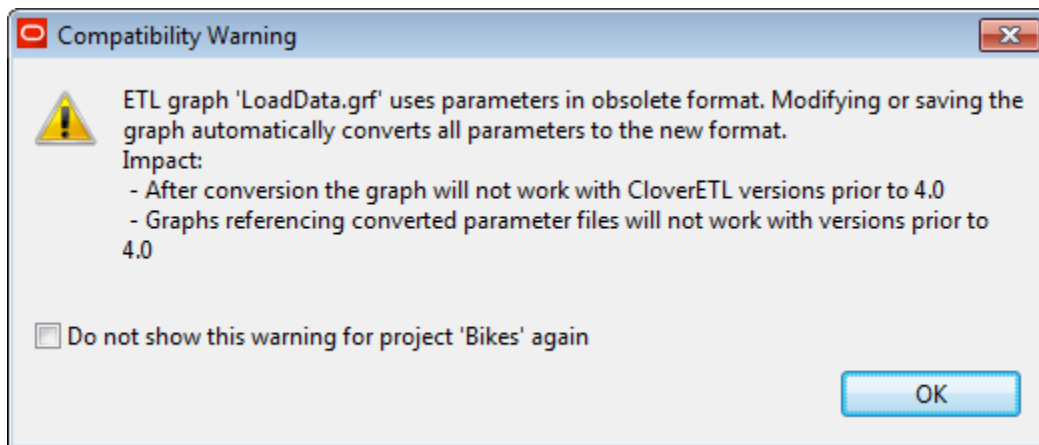 Compatibility Warning
ETL graph 'LoadData.grf' uses parameters in obsolete format. Modifying or saving the
graph automatically converts all parameters to the new format.
Impact:
- After conversion the graph will not work with CloverETL versions prior to 4.0
- Graphs referencing converted parameter files will not work with versions prior to
4.0
Do not show this warning for project 'Bikes' again
OK